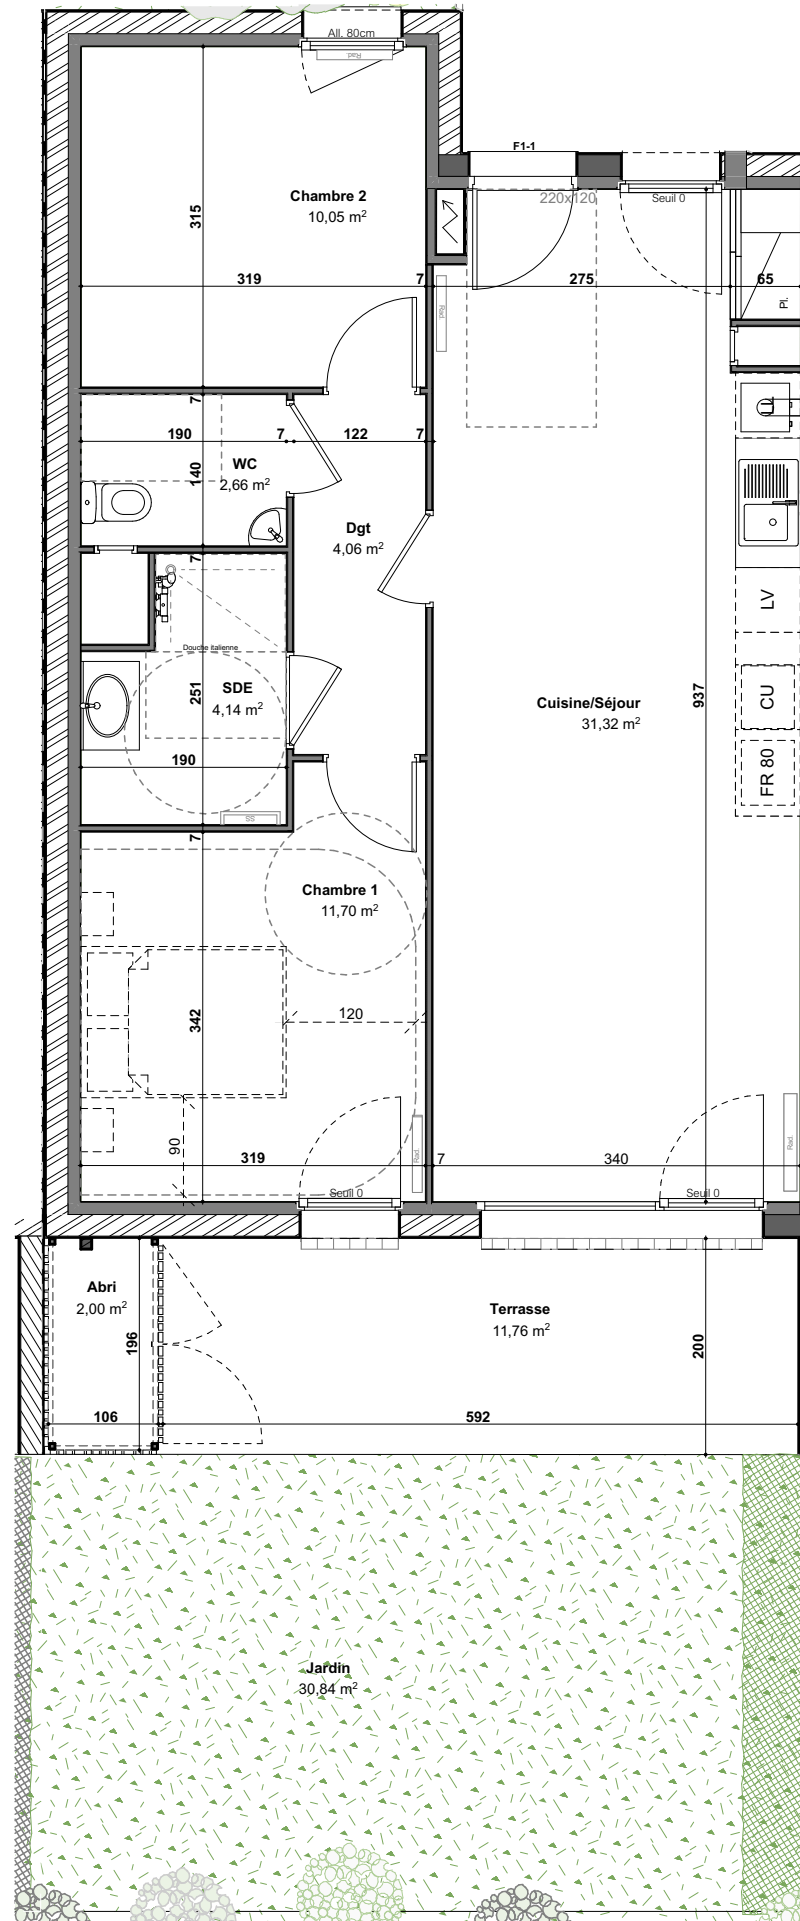 All. 80cm
Rad.
F1-1
Chambre 2
10,05 m²
220x120
Seuil 0
315
319
7
275
65
Pl.
Rad.
7
190
7
122
7
WC
2,66 m²
140
Dgt
4,06 m²
7
LV
Douche italienne
SDE
4,14 m²
251
Cuisine/Séjour
31,32 m²
937
CU
190
FR 80
SS
7
Chambre 1
11,70 m²
342
120
90
Rad.
Rad.
319
7
340
Seuil 0
Seuil 0
Abri
2,00 m²
Terrasse
11,76 m²
196
200
106
592
Jardin
30,84 m²